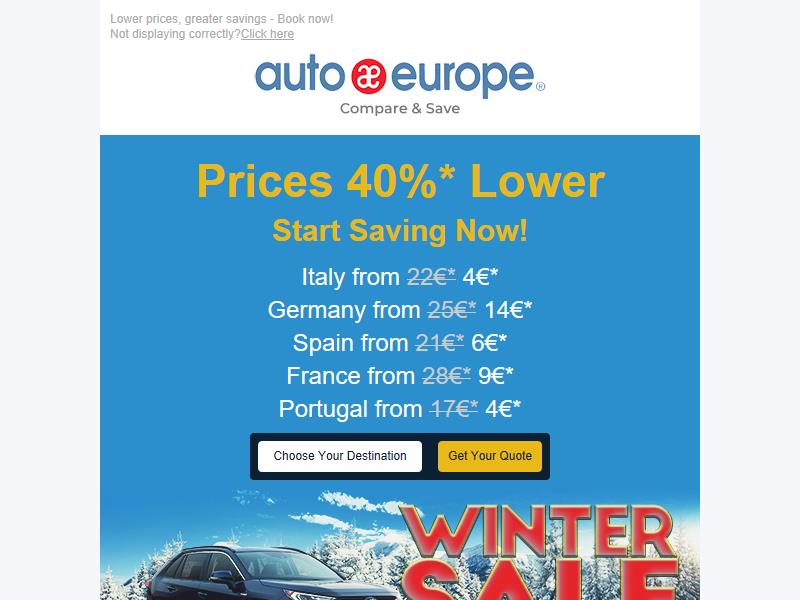 Lower prices, greater savings - Book now!
Not displaying correctly?Click here
auto æ europe®
Compare & Save
Prices 40%* Lower
Start Saving Now!
Italy from 22€* 4€*
Germany from 25€* 14€*
Spain from 21€* 6€*
France from 28€* 9€*
Portugal from 17€* 4€*
Choose Your Destination Get Your Quote
WINTER
SALE